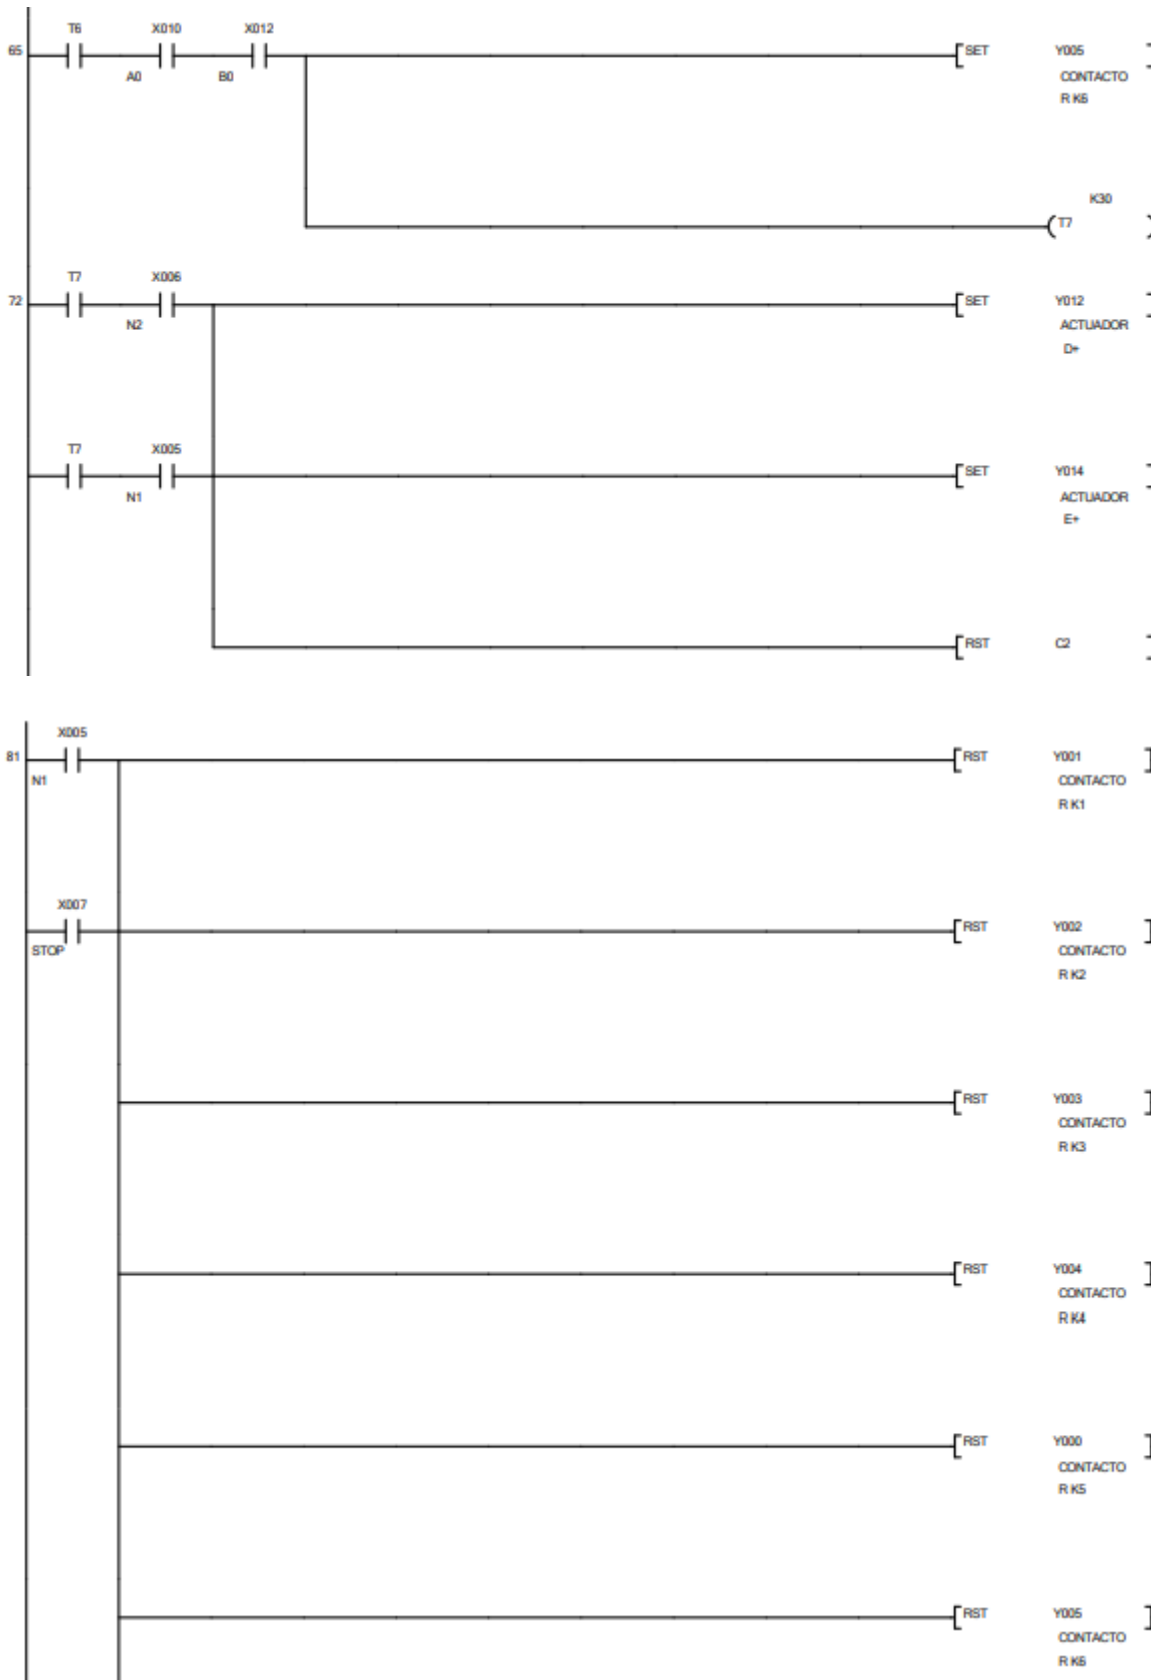 T6 X010 X012
65 SET Y005
A0 B0 CONTACTO
R K6
K30
T7
T7 X006
72 SET Y012
N2 ACTUADOR
D+
T7 X005
SET Y014
N1 ACTUADOR
E+
RST C2
X005
81 RST Y001
N1 CONTACTO
R K1
X007
RST Y002
STOP CONTACTO
R K2
RST Y003
CONTACTO
R K3
RST Y004
CONTACTO
R K4
RST Y000
CONTACTO
R K5
RST Y005
CONTACTO
R K6